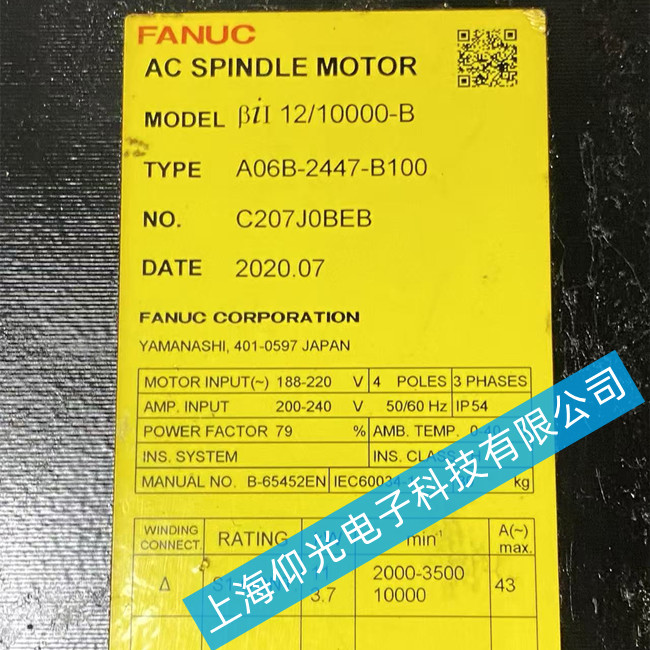 FANUC
AC SPINDLE MOTOR
MODEL βiI 12/10000-B
TYPE A06B-2447-B100
NO. C207J0BEB
DATE 2020.07
FANUC CORPORATION
YAMANASHI, 401-0597 JAPAN
MOTOR INPUT(~) 188-220 V 4 POLES 3 PHASES
AMP. INPUT 200-240 V 50/60 Hz IP54
POWER FACTOR 79 % AMB. TEMP. 0-40
INS. SYSTEM INS. CLASS
MANUAL NO. B-65452EN IEC60034 kg
WINDING CONNECT. RATING min-1 A(~) max.
Δ 11 2000-3500 43
3.7 10000
上海仰光电子科技有限公司